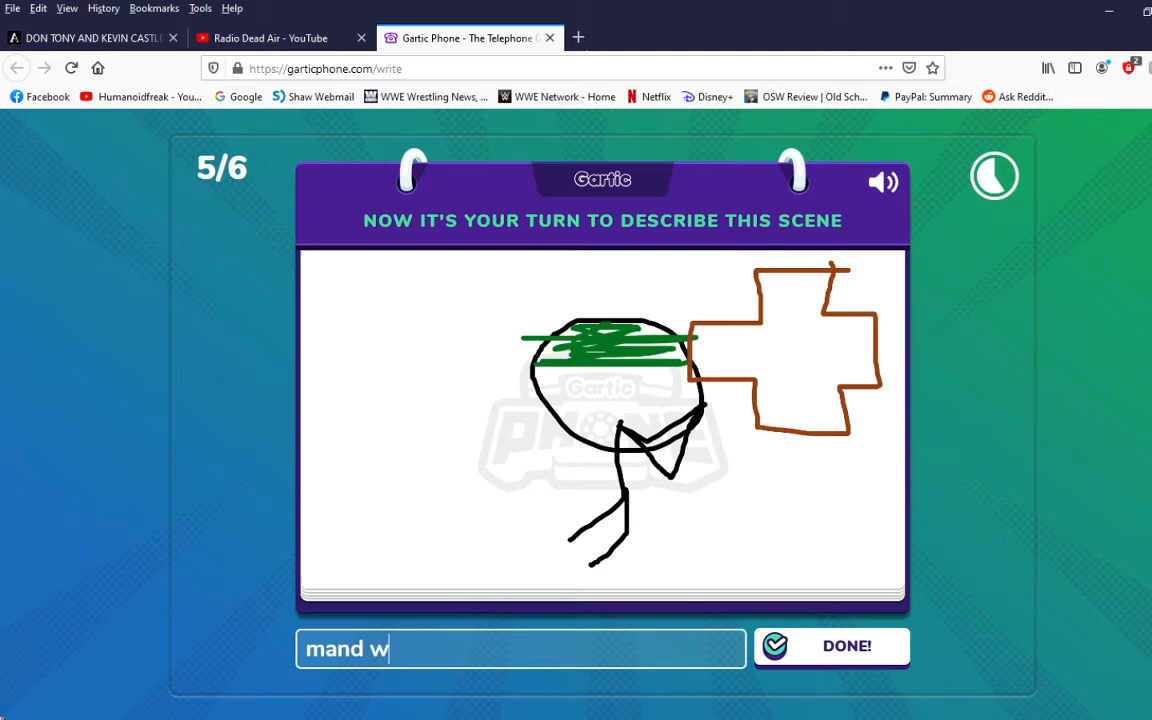 File Edit View History Bookmarks Tools Help
DON TONY AND KEVIN CASTLE
Radio Dead Air - YouTube
Gartic Phone - The Telephone G
https://garticphone.com/write
2
Facebook
Humanoidfreak - You...
Google
Shaw Webmail
WWE Wrestling News, ...
WWE Network - Home
Netflix
Disney+
OSW Review | Old Sch...
PayPal: Summary
Ask Reddit...
5/6
Gartic
NOW IT'S YOUR TURN TO DESCRIBE THIS SCENE
Gartic
PHONE
mand w
DONE!